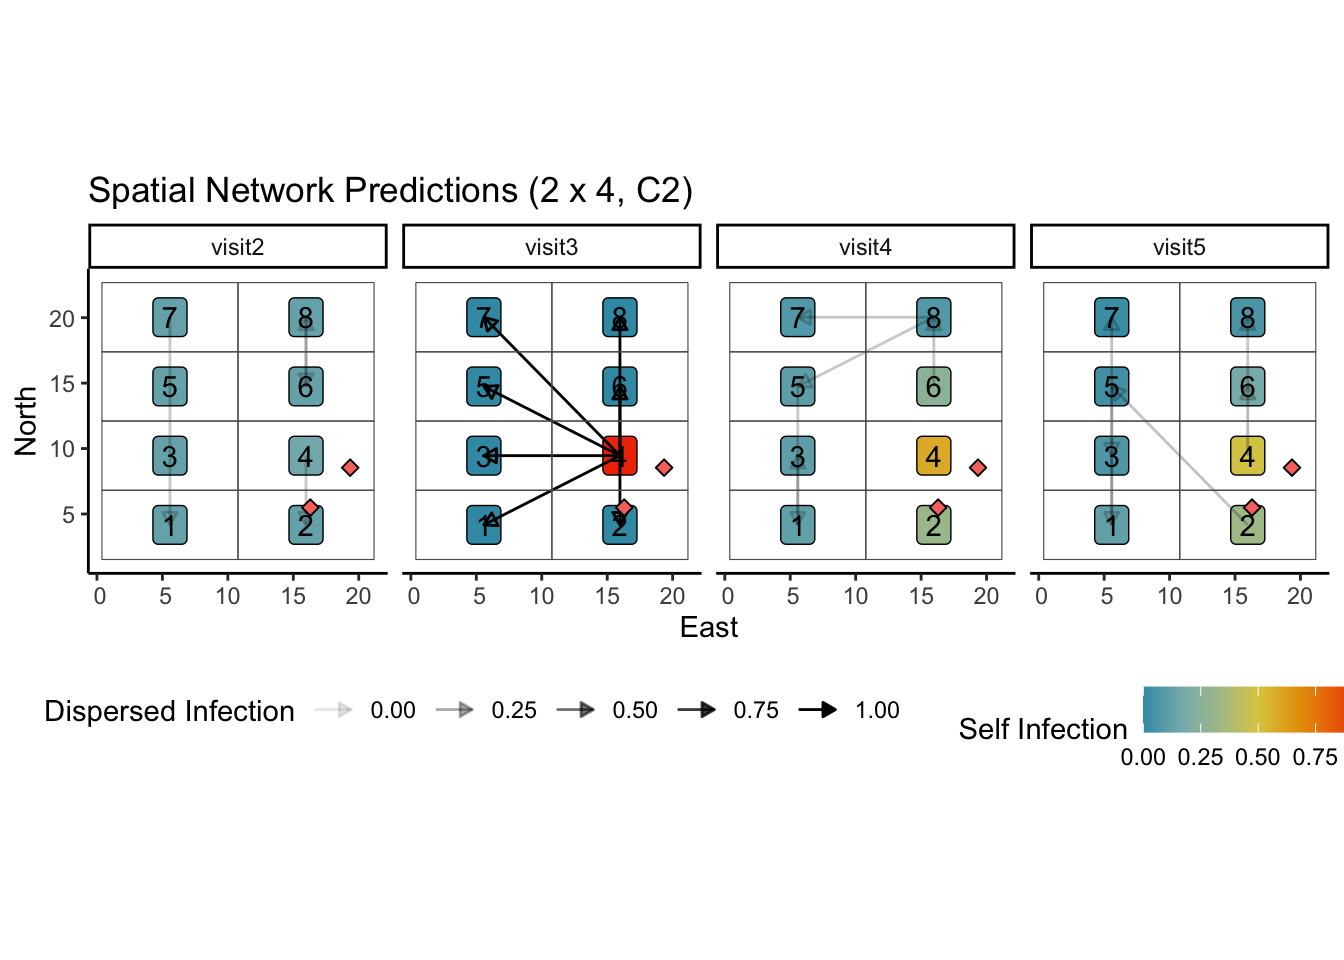 Spatial Network Predictions (2 x 4, C2)
visit2 visit3 visit4 visit5
20 7 8 7 8 7 8 7 8
15 5 6 5 6 5 6 5 6
North
10 3 4 3 4 3 4 3 4
5 1 2 1 2 1 2 1 2
0 5 10 15 20 0 5 10 15 20 0 5 10 15 20 0 5 10 15 20
East
Dispersed Infection 0.00 0.25 0.50 0.75 1.00
Self Infection
0.00 0.25 0.50 0.75